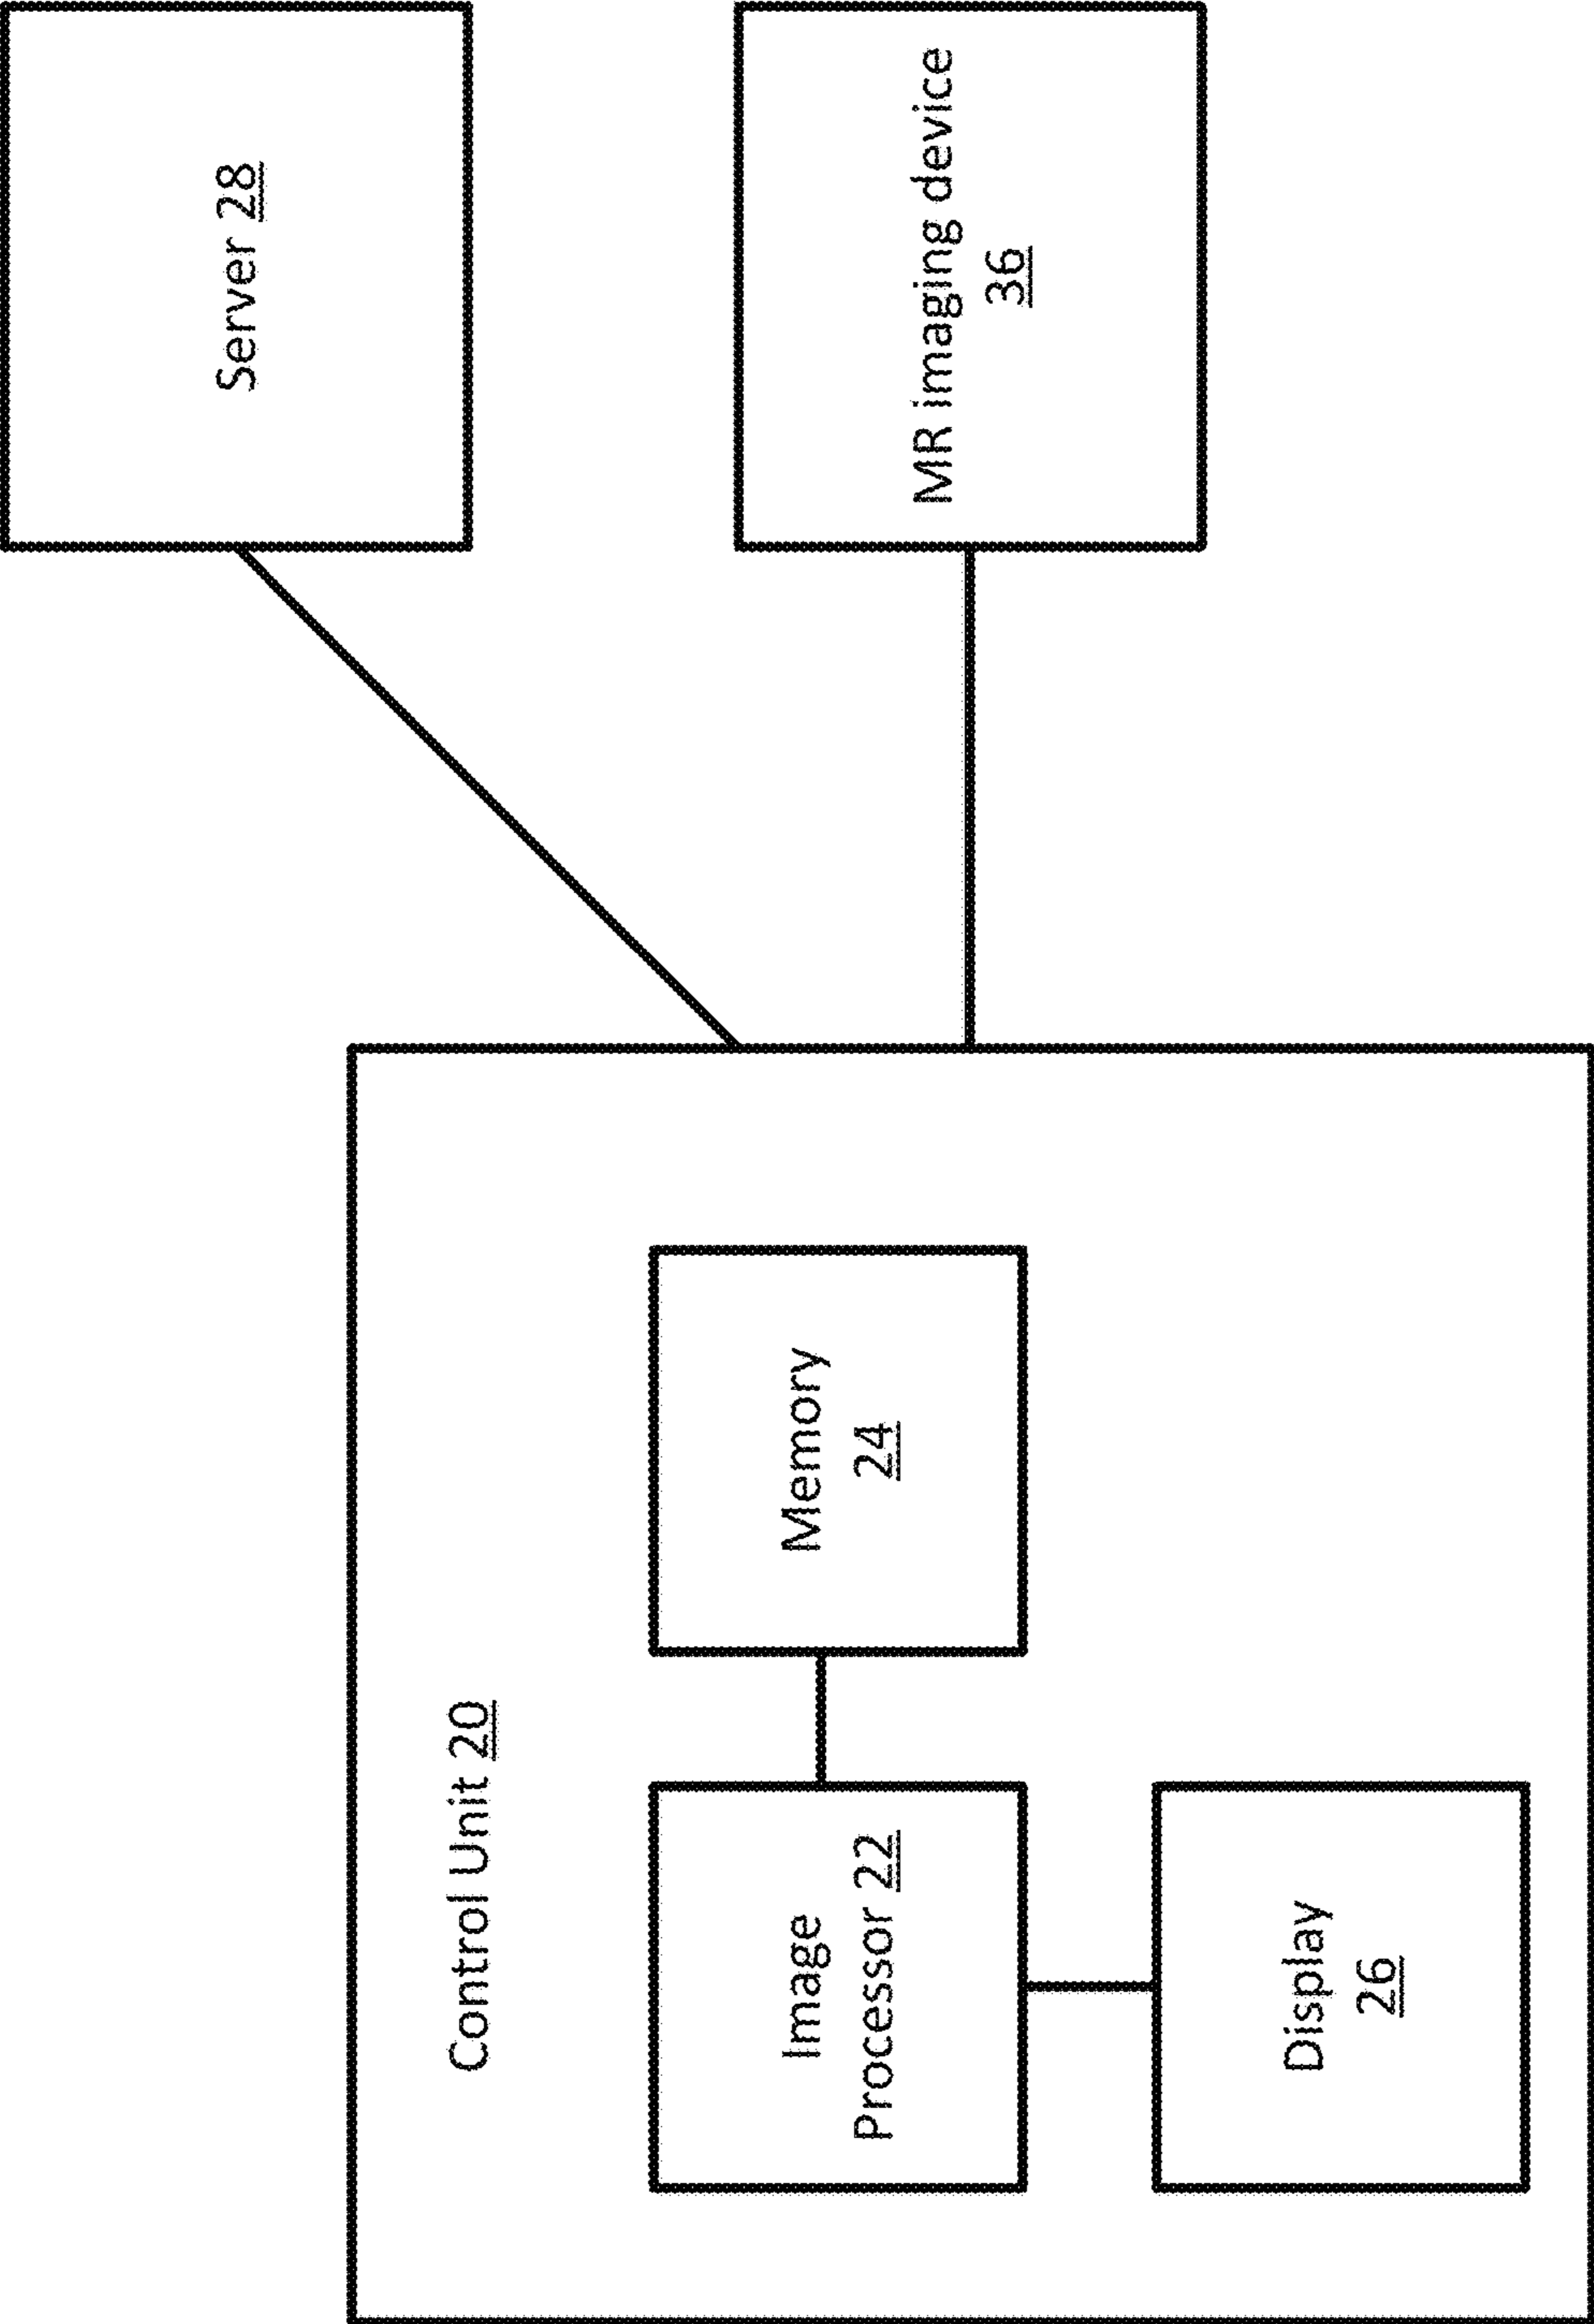 Server 28
Control Unit 20
Image
Processor 22
Memory
24
MR imaging device
36
Display
26